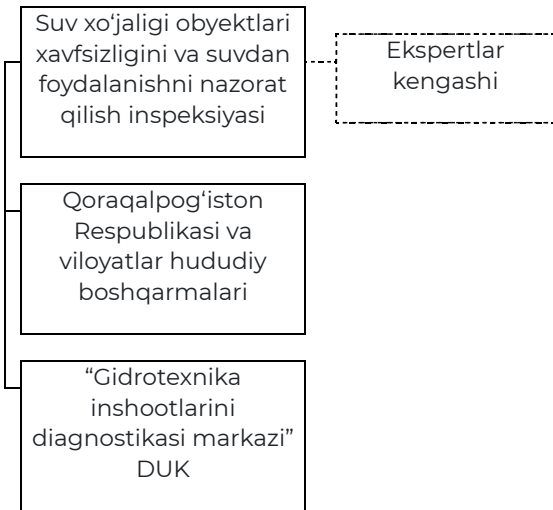 Suv xo‘jaligi obyektlari
xavfsizligini va suvdan
foydalanishni nazorat
qilish inspeksiyasi
Ekspertlar
kengashi
Qoraqalpog‘iston
Respublikasi va
viloyatlar hududiy
boshqarmalari
“Gidrotexnika
inshootlarini
diagnostikasi markazi”
DUK